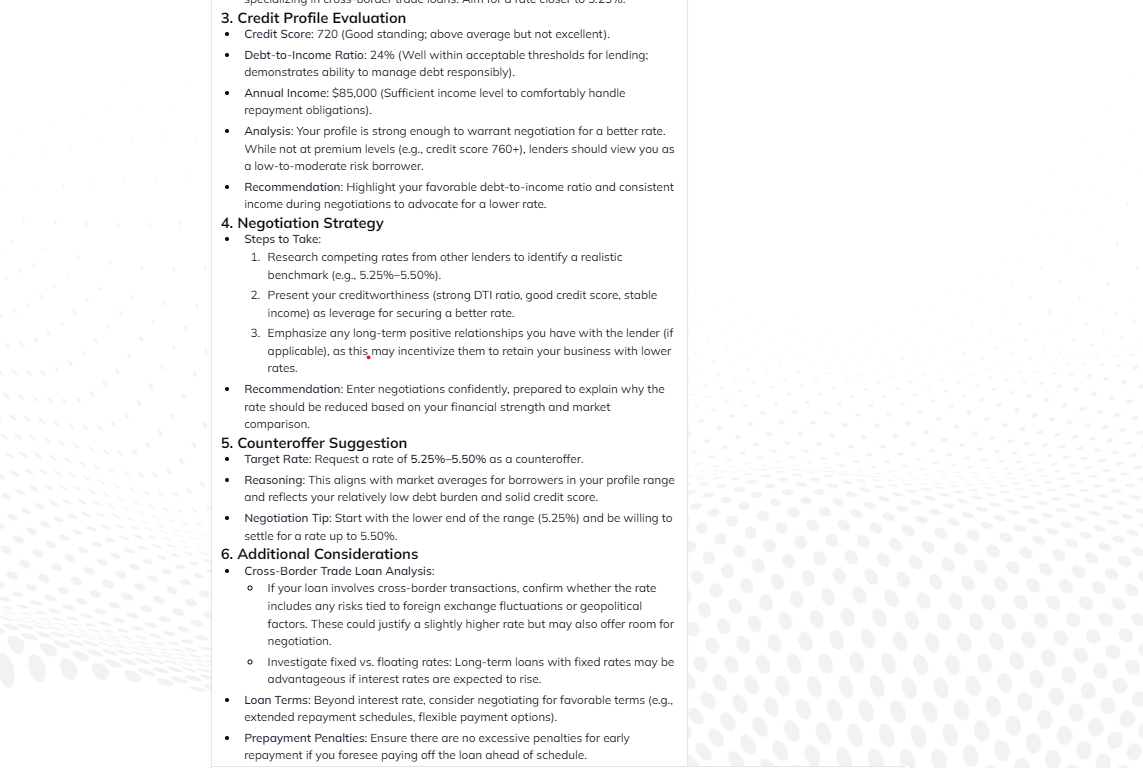 specializing in cross-border trade loans. Aim for a rate closer to 5.25%.
3. Credit Profile Evaluation
• Credit Score: 720 (Good standing; above average but not excellent).
• Debt-to-Income Ratio: 24% (Well within acceptable thresholds for lending;
demonstrates ability to manage debt responsibly).
• Annual Income: $85,000 (Sufficient income level to comfortably handle
repayment obligations).
• Analysis: Your profile is strong enough to warrant negotiation for a better rate.
While not at premium levels (e.g., credit score 760+), lenders should view you as
a low-to-moderate risk borrower.
• Recommendation: Highlight your favorable debt-to-income ratio and consistent
income during negotiations to advocate for a lower rate.
4. Negotiation Strategy
• Steps to Take:
1. Research competing rates from other lenders to identify a realistic
benchmark (e.g., 5.25%–5.50%).
2. Present your creditworthiness (strong DTI ratio, good credit score, stable
income) as leverage for securing a better rate.
3. Emphasize any long-term positive relationships you have with the lender (if
applicable), as this may incentivize them to retain your business with lower
rates.
• Recommendation: Enter negotiations confidently, prepared to explain why the
rate should be reduced based on your financial strength and market
comparison.
5. Counteroffer Suggestion
• Target Rate: Request a rate of 5.25%–5.50% as a counteroffer.
• Reasoning: This aligns with market averages for borrowers in your profile range
and reflects your relatively low debt burden and solid credit score.
• Negotiation Tip: Start with the lower end of the range (5.25%) and be willing to
settle for a rate up to 5.50%.
6. Additional Considerations
• Cross-Border Trade Loan Analysis:
◦ If your loan involves cross-border transactions, confirm whether the rate
includes any risks tied to foreign exchange fluctuations or geopolitical
factors. These could justify a slightly higher rate but may also offer room for
negotiation.
◦ Investigate fixed vs. floating rates: Long-term loans with fixed rates may be
advantageous if interest rates are expected to rise.
• Loan Terms: Beyond interest rate, consider negotiating for favorable terms (e.g.,
extended repayment schedules, flexible payment options).
• Prepayment Penalties: Ensure there are no excessive penalties for early
repayment if you foresee paying off the loan ahead of schedule.